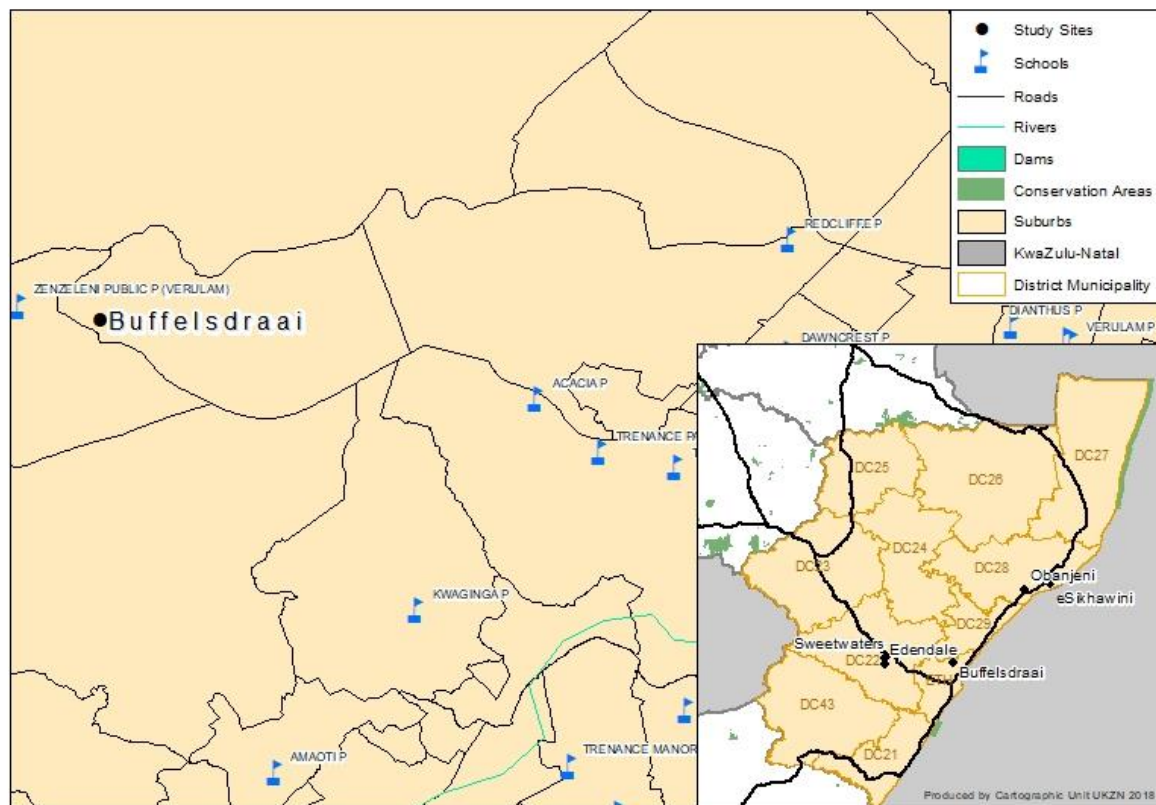 Study Sites
Schools
Roads
Rivers
Dams
Conservation Areas
Suburbs
KwaZulu-Natal
District Municipality
REDCLIFFE P
ZENZELENI PUBLIC P (VERULAM)
Buffelsdraai
DIANTHUS P
VERULAM P
DAWNCREST P
ACACIA P
TRENANCE PA
KWAGINGA P
AMAOTI P
TRENANCE MANOR
DC25
DC26
DC27
DC24
DC23
DC28
Obanjeni
eSikhawini
DC29
Sweetwaters
Edendale
DC22
Buffelsdraai
DC43
DC21
Produced by Cartographic Unit UKZN 2018